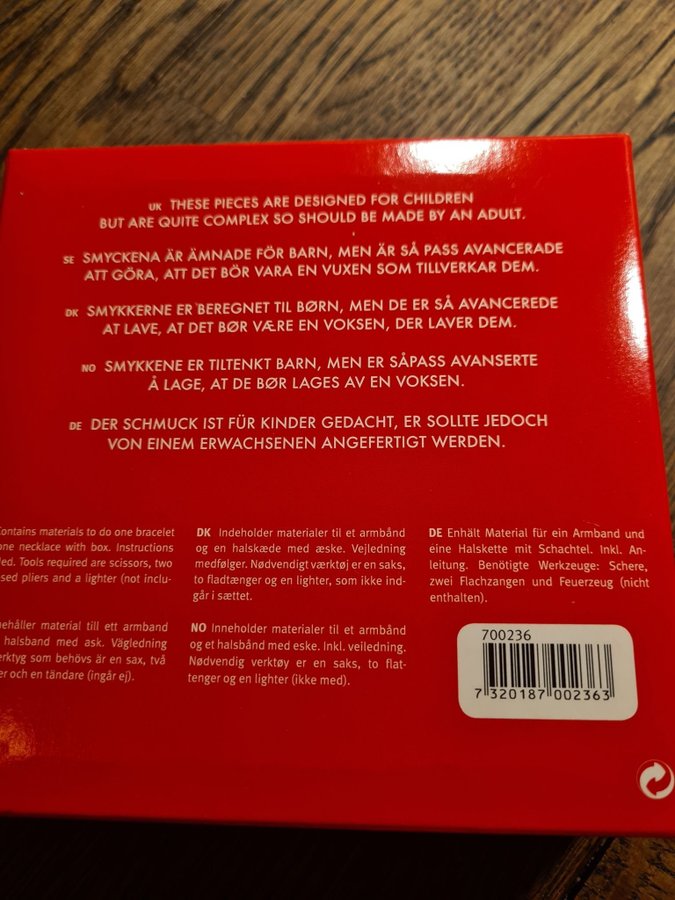 UK THESE PIECES ARE DESIGNED FOR CHILDREN
BUT ARE QUITE COMPLEX SO SHOULD BE MADE BY AN ADULT.
SE SMYCKENA ÄR ÄMNADE FÖR BARN, MEN ÄR SÅ PASS AVANCERADE
ATT GÖRA, ATT DET BÖR VARA EN VUXEN SOM TILLVERKAR DEM.
DK SMYKKERNE ER BEREGNET TIL BØRN, MEN DE ER SÅ AVANCEREDE
AT LAVE, AT DET BØR VÆRE EN VOKSEN, DER LAVER DEM.
NO SMYKKENE ER TILTENKT BARN, MEN ER SÅPASS AVANSERTE
Å LAGE, AT DE BØR LAGES AV EN VOKSEN.
DE DER SCHMUCK IST FÜR KINDER GEDACHT, ER SOLLTE JEDOCH
VON EINEM ERWACHSENEN ANGEFERTIGT WERDEN.
Contains materials to do one bracelet
one necklace with box. Instructions
ded. Tools required are scissors, two
sed pliers and a lighter (not inclu-
nehåller material till ett armband
halsband med ask. Vägledning
erktyg som behövs är en sax, två
er och en tändare (ingår ej).
DK Indeholder materialer til et armbånd
og en halskæde med æske. Vejledning
medfølger. Nødvendigt værktøj er en saks,
to fladtænger og en lighter, som ikke ind-
går i sættet.
NO Inneholder materialer til et armbånd
og et halsbånd med eske. Inkl. veiledning.
Nødvendig verktøy er en saks, to flat-
tenger og en lighter (ikke med).
DE Enhält Material für ein Armband und
eine Halskette mit Schachtel. Inkl. An-
leitung. Benötigte Werkzeuge: Schere,
zwei Flachzangen und Feuerzeug (nicht
enthalten).
700236
7 320187 002363